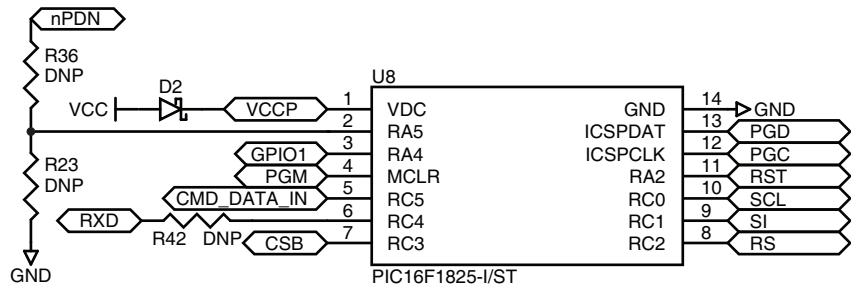 nPDN
R36
DNP
D2
VCC
VCCP
U8
1 VDC GND 14 GND
2 RA5 ICSPDAT 13 PGD
GPIO1 3 RA4 ICSPCLK 12 PGC
PGM 4 MCLR RA2 11 RST
CMD_DATA_IN 5 RC5 RC0 10 SCL
RXD 6 RC4 RC1 9 SI
CSB 7 RC3 RC2 8 RS
R23
DNP
R42 DNP
GND
PIC16F1825-I/ST